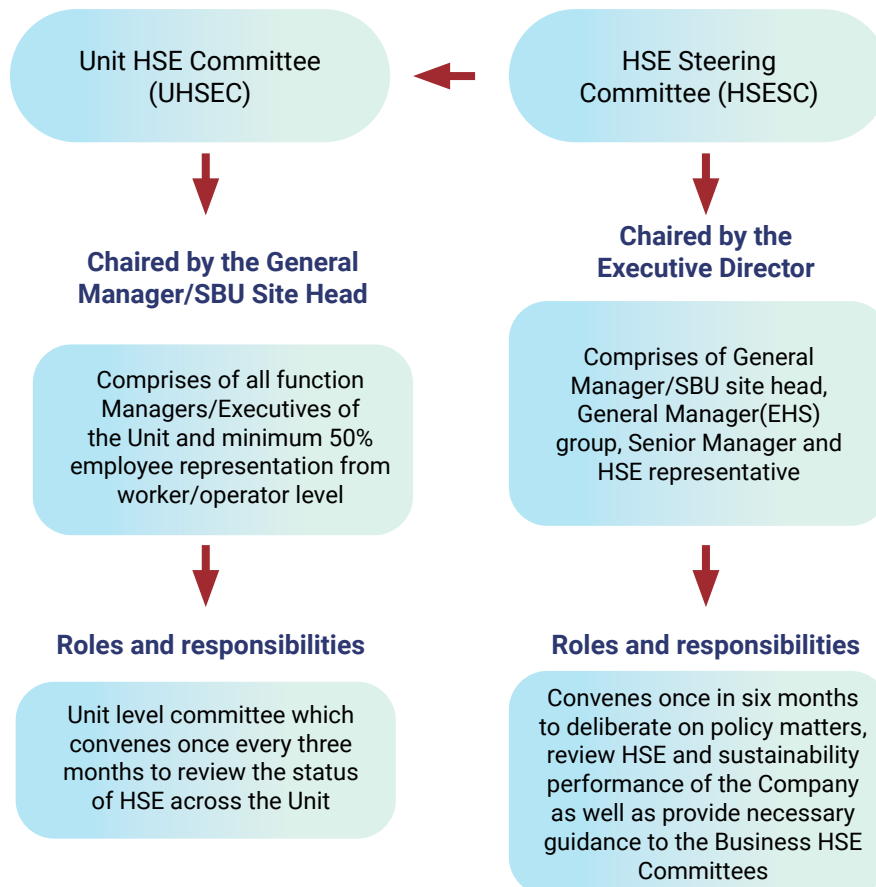 Unit HSE Committee
(UHSEC)
HSE Steering
Committee (HSESC)
Chaired by the General
Manager/SBU Site Head
Chaired by the
Executive Director
Comprises of all function
Managers/Executives of
the Unit and minimum 50%
employee representation from
worker/operator level
Comprises of General
Manager/SBU site head,
General Manager(EHS)
group, Senior Manager and
HSE representative
Roles and responsibility
Roles and responsibility
Unit level committee which
convenes once every three
months to review the status
of HSE across the Unit
Convenes once in six months
to deliberate on policy matters,
review HSE and sustainability
performance of the Company
as well as provide necessary
guidance to the Business HSE
Committees